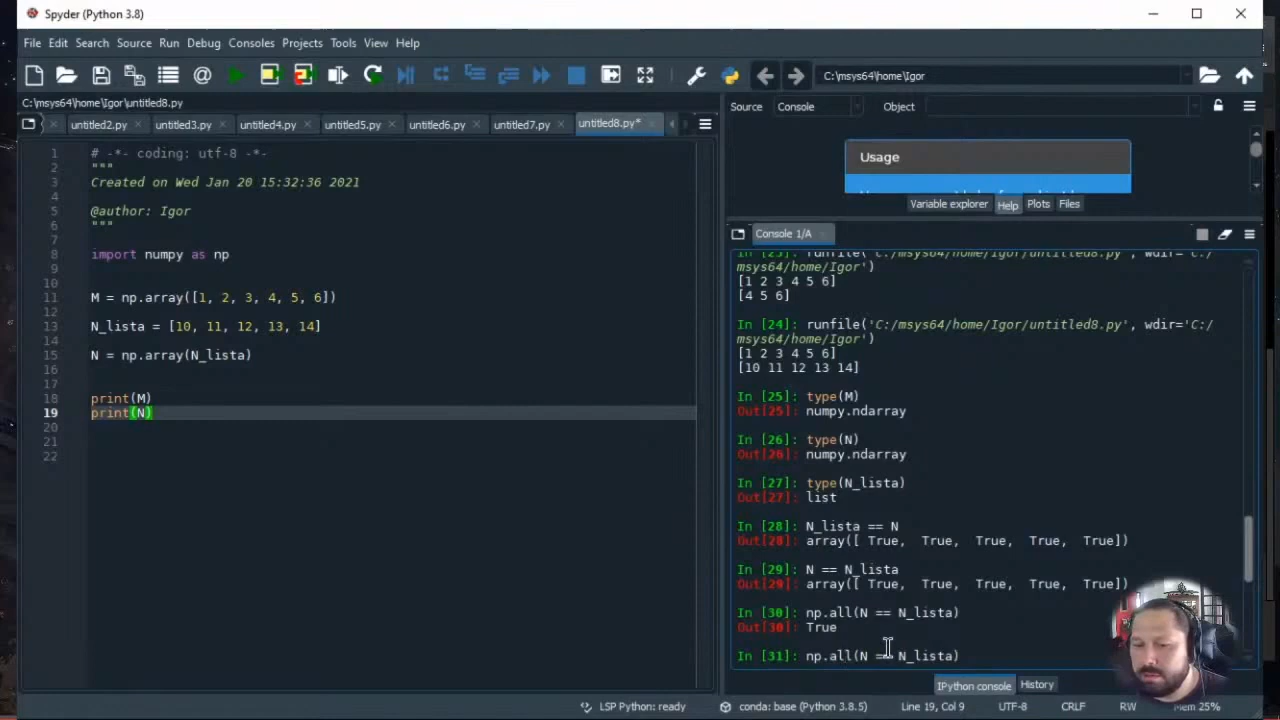 Spyder (Python 3.8)
File Edit Search Source Run Debug Consoles Projects Tools View Help
C:\msys64\home\Igor
C:\msys64\home\Igor\untitled8.py
untitled2.py untitled3.py untitled4.py untitled5.py untitled6.py untitled7.py untitled8.py*
1 # -*- coding: utf-8 -*-
2 """
3 Created on Wed Jan 20 15:32:36 2021
4
5 @author: Igor
6 """
7
8 import numpy as np
9
10
11 M = np.array([1, 2, 3, 4, 5, 6])
12
13 N_lista = [10, 11, 12, 13, 14]
14
15 N = np.array(N_lista)
16
17
18 print(M)
19 print(N)
20
21
22
Source Console Object
Usage
Variable explorer Help Plots Files
Console 1/A
In [23]: runfile('C:/msys64/home/Igor/untitled8.py', wdir='C:/
msys64/home/Igor')
[1 2 3 4 5 6]
[4 5 6]
In [24]: runfile('C:/msys64/home/Igor/untitled8.py', wdir='C:/
msys64/home/Igor')
[1 2 3 4 5 6]
[10 11 12 13 14]
In [25]: type(M)
Out[25]: numpy.ndarray
In [26]: type(N)
Out[26]: numpy.ndarray
In [27]: type(N_lista)
Out[27]: list
In [28]: N_lista == N
Out[28]: array([ True, True, True, True, True])
In [29]: N == N_lista
Out[29]: array([ True, True, True, True, True])
In [30]: np.all(N == N_lista)
Out[30]: True
In [31]: np.all(N == N_lista)
IPython console History
LSP Python: ready conda: base (Python 3.8.5) Line 19, Col 9 UTF-8 CRLF RW Mem 25%